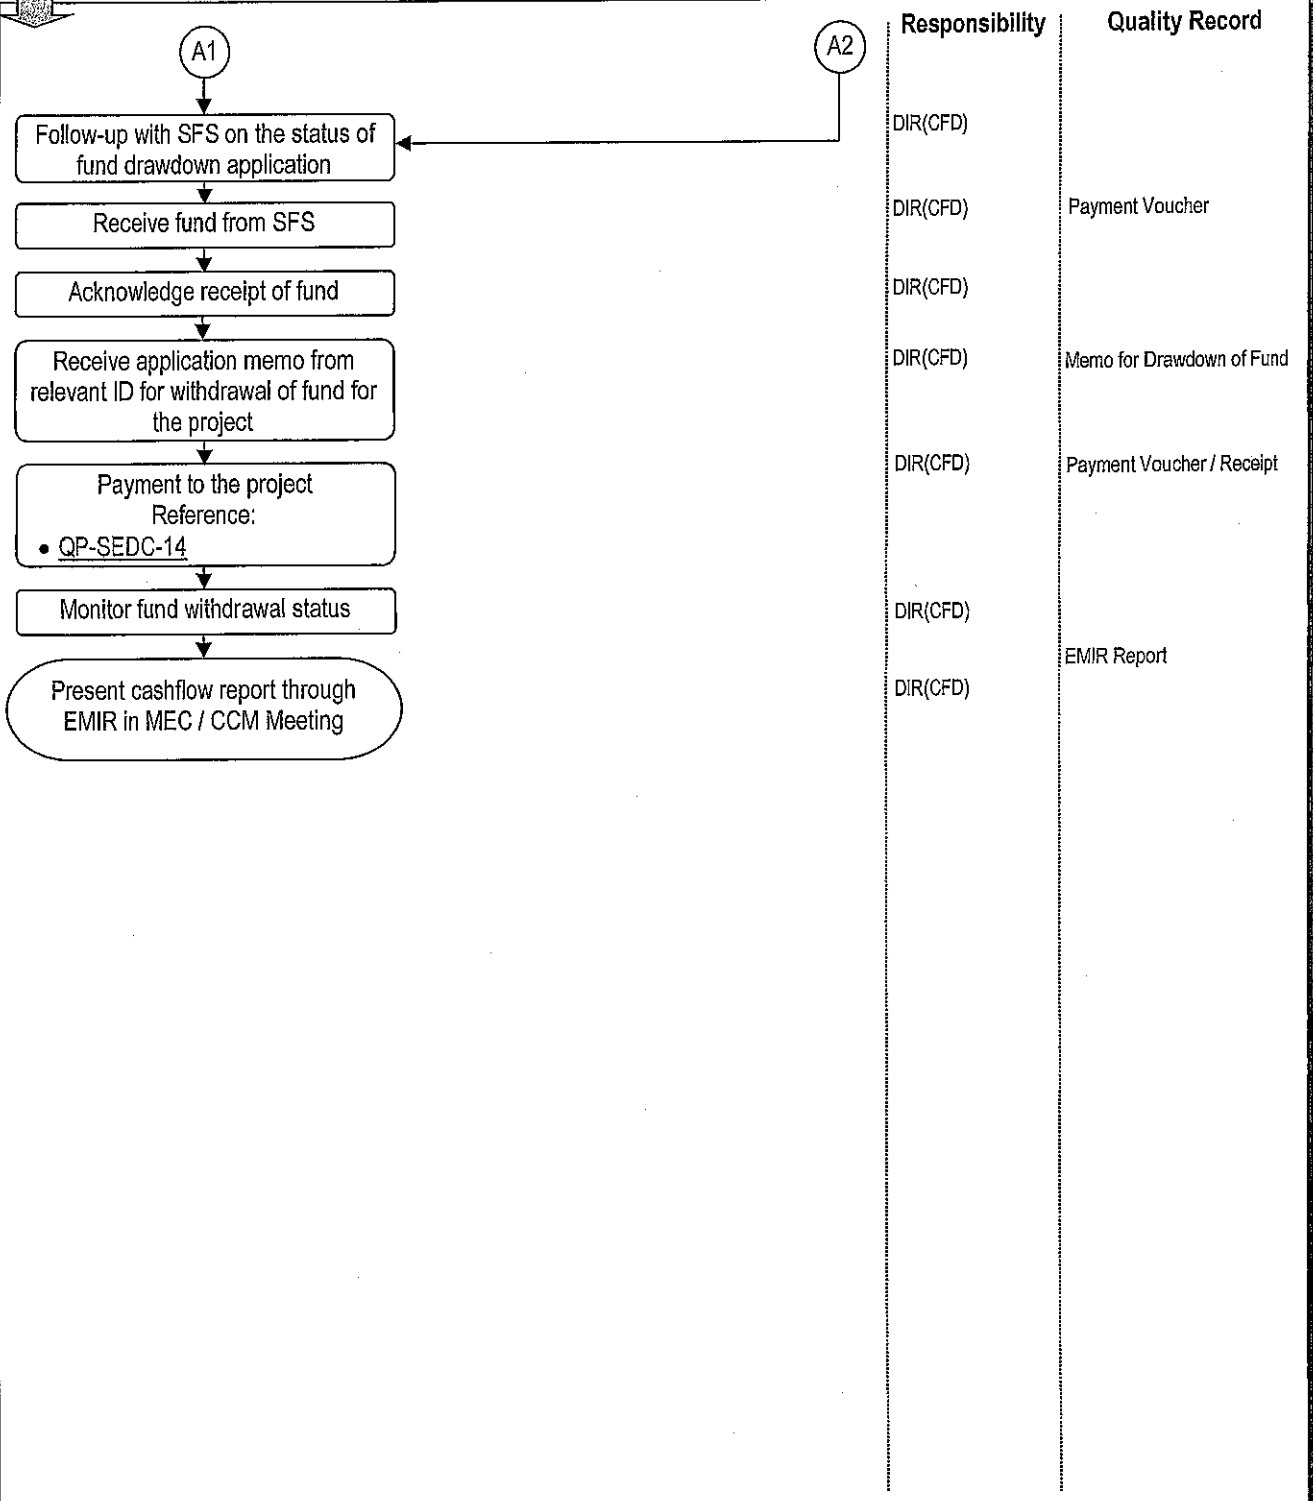 Responsibility
Quality Record
A1
A2
Follow-up with SFS on the status of
fund drawdown application
DIR(CFD)
Receive fund from SFS
DIR(CFD)
Payment Voucher
Acknowledge receipt of fund
DIR(CFD)
Receive application memo from
relevant ID for withdrawal of fund for
the project
DIR(CFD)
Memo for Drawdown of Fund
Payment to the project
Reference:
• QP-SEDC-14
DIR(CFD)
Payment Voucher / Receipt
Monitor fund withdrawal status
DIR(CFD)
EMIR Report
Present cashflow report through
EMIR in MEC / CCM Meeting
DIR(CFD)